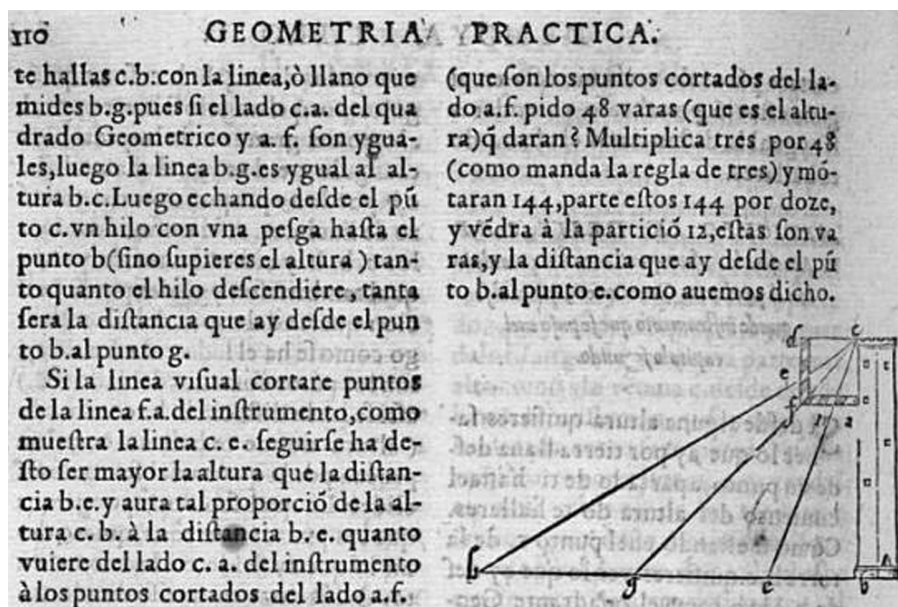 110 GEOMETRIA PRACTICA.
te hallas c.b.con la linea,ò llano que
mides b.g.pues ſi el lado c.a. del qua
drado Geometrico y a. f. ſon ygua-
les,luego la linea b.g.es ygual al al-
tura b.c.Luego echando deſde el pũ
to c.vn hilo con vna peſga haſta el
punto b(ſino ſupieres el altura) tan-
to quanto el hilo deſcendiére, tanta
ſera la diſtancia que ay deſde el pun
to b.al punto g.
Si la linea viſual cortare puntos
de la linea f.a.del inſtrumento,como
mueſtra la linea c. e. ſeguirſe ha de-
ſto ſer mayor la altura que la diſtan-
cia b.e.y aura tal proporció de la al-
tura c. b. à la diſtancia b. e. quanto
vuiere del lado c. a. del inſtrumento
à los puntos cortados del lado a.f.
(que ſon los puntos córtados del la-
do a.f. pido 48 varas (que es el altu-
ra)q̃ daran? Multiplica tres por 48
(como manda la regla de tres) y mó-
taran 144,parte eſtos 144 por doze,
y védra à la partició 12,eſtas ſon va
ras,y la diſtancia que ay deſde el pũ
to b.al punto e.como auemos dicho.
d c
e
f a
h g e b